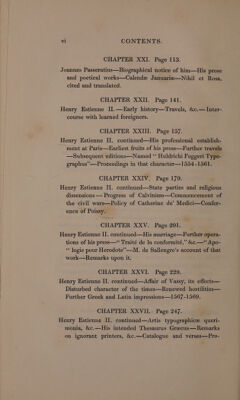 vi CONTENTS.
CHAPTER XXI. Page 113.
Joannes Passeratius—Biographical notice of him—His prose
and poetical works—Calendæ Januariæ—Nihil et Rosa,
cited and translated.
CHAPTER XXII. Page 141.
Henry Estienne II.—Early history—Travels, &c.—Inter-
course with learned foreigners.
CHAPTER XXIII. Page 157.
Henry Estienne II. continued—His professional establish-
ment at Paris—Earliest fruits of his press—Further travels
—Subsequent editions—Named "Huldrichi Fuggeri Typo-
graphus"—Proceedings in that character—1554-1561.
CHAPTER XXIV. Page 179.
Henry Estienne II. continued—State parties and religious
dissensions—Progress of Calvinism—Commencement of
the civil wars—Policy of Catherine de' Medici—Confer-
ence of Poissy.
CHAPTER XXV. Page 201.
Henry Estienne II. continued—His marriage—Further opera-
tions of his press—"Traité de la conformité," &c.—"Apo-
"logie pour Herodote"—M. de Sallengre's account of that
work—Remarks upon it.
CHAPTER XXVI. Page 229.
Henry Estienne II. continued—Affair of Vassy, its effects—
Disturbed character of the times—Renewed hostilities—
Further Greek and Latin impressions—1567-1569.
CHAPTER XXVII. Page 247.
Henry Estienne II. continued—Artis typographicæ queri-
monia, &c.—His intended Thesaurus Græcus—Remarks
on ignorant printers, &c.—Catalogue and verses—Pro-